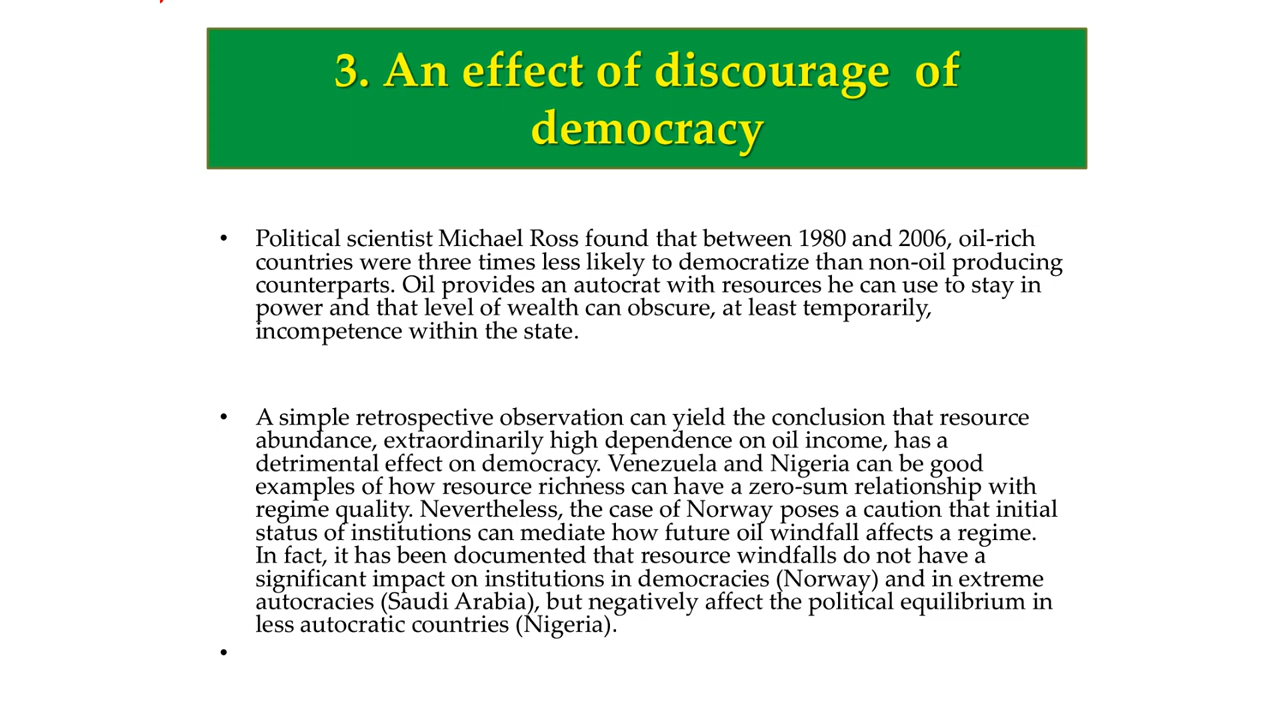 3. An effect of discourage  of
democracy
• Political scientist Michael Ross found that between 1980 and 2006, oil-rich
countries were three times less likely to democratize than non-oil producing
counterparts. Oil provides an autocrat with resources he can use to stay in
power and that level of wealth can obscure, at least temporarily,
incompetence within the state.
• A simple retrospective observation can yield the conclusion that resource
abundance, extraordinarily high dependence on oil income, has a
detrimental effect on democracy. Venezuela and Nigeria can be good
examples of how resource richness can have a zero-sum relationship with
regime quality. Nevertheless, the case of Norway poses a caution that initial
status of institutions can mediate how future oil windfall affects a regime.
In fact, it has been documented that resource windfalls do not have a
significant impact on institutions in democracies (Norway) and in extreme
autocracies (Saudi Arabia), but negatively affect the political equilibrium in
less autocratic countries (Nigeria).
•